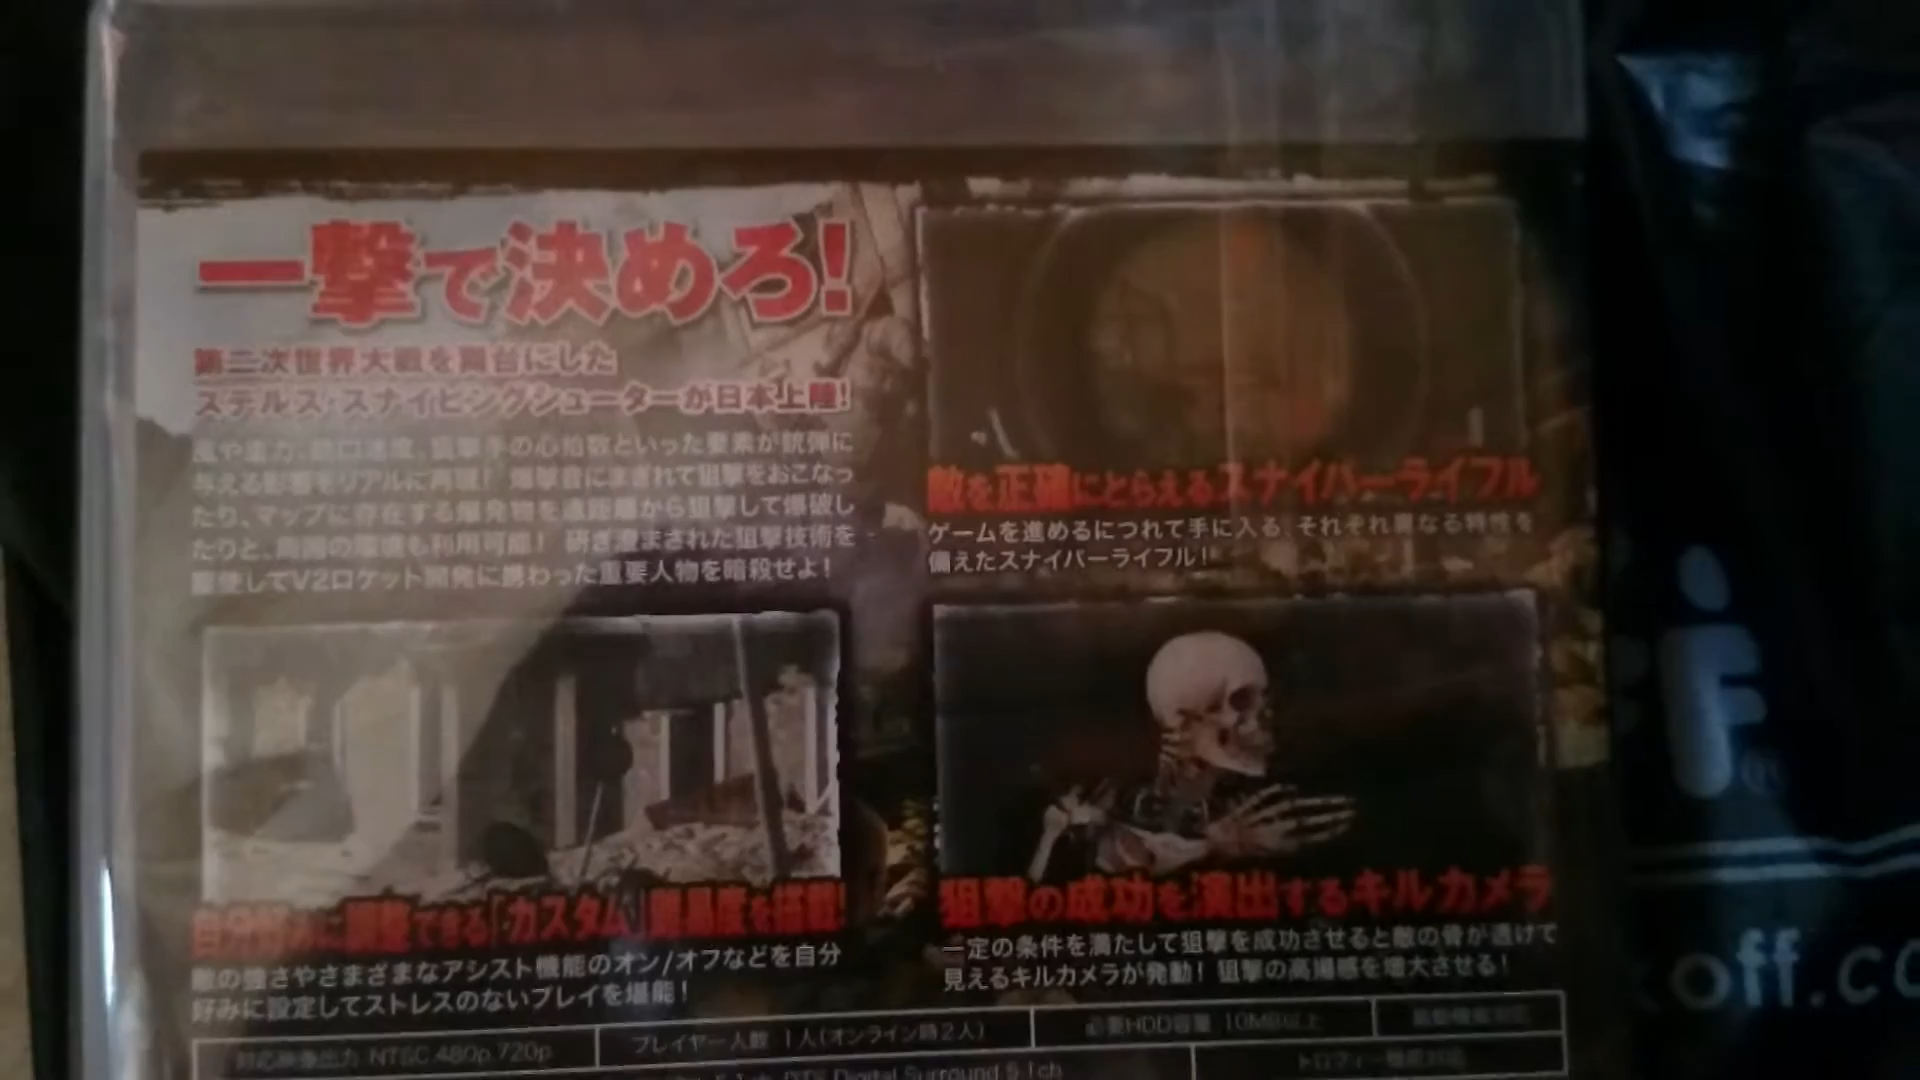 一撃で決めろ!
第二次世界大戦を舞台にした
ステルス・スナイピングシューターが日本上陸!
風や重力、銃口速度、狙撃手の心拍数といった要素が銃弾に
与える影響をリアルに再現! 爆撃音にまぎれて狙撃をおこなっ
たり、マップに存在する爆発物を遠距離から狙撃して爆破し
たりと、周囲の環境も利用可能! 研ぎ澄まされた狙撃技術を
駆使してV2ロケット開発に携わった重要人物を暗殺せよ!
敵を正確にとらえるスナイパーライフル
ゲームを進めるにつれて手に入る、それぞれ異なる特性を
備えたスナイパーライフル!
自分好みに調整できる「カスタム」難易度を搭載!
敵の強さやさまざまなアシスト機能のオン/オフなどを自分
好みに設定してストレスのないプレイを堪能!
狙撃の成功を演出するキルカメラ
一定の条件を満たして狙撃を成功させると敵の骨が透けて
見えるキルカメラが発動! 狙撃の高揚感を増大させる!
対応映像出力 NTSC 480p 720p
プレイヤー人数 1人(オンライン時2人)
必要HDD容量 10MB以上
振動機能対応
5.1ch DTS Digital Surround 5.1ch
トロフィー機能対応
off.co